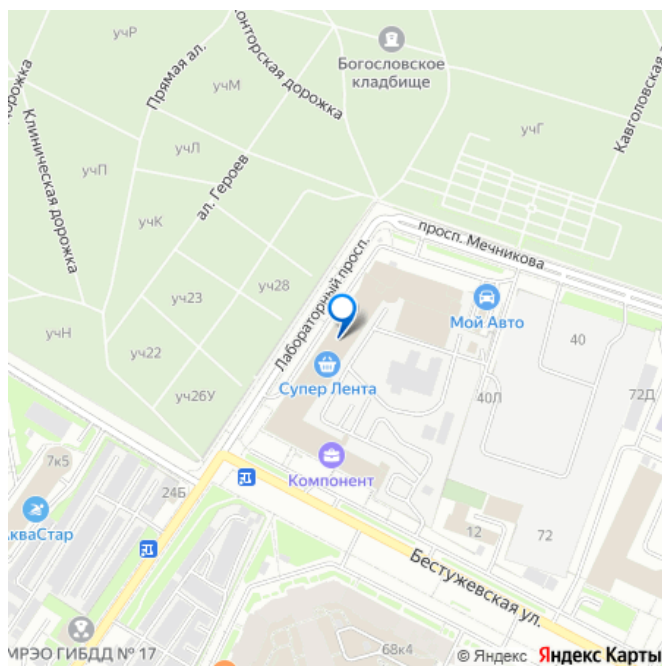 учР
Прямая ал.
Конторская дорожка
Богословское
кладбище
Кавголовская
учМ
учГ
Клиническая дорожка
учП
учЛ
ал. Героев
учК
просп. Мечникова
Лабораторный просп.
уч28
уч23
Мой Авто
учН
уч22
40
Супер Лента
уч26У
40Л
72Д
7к5
Компонент
24Б
12
72
Бестужевская ул.
МРЭО ГИБДД № 17
68к4
© Яндекс Яндекс Карты